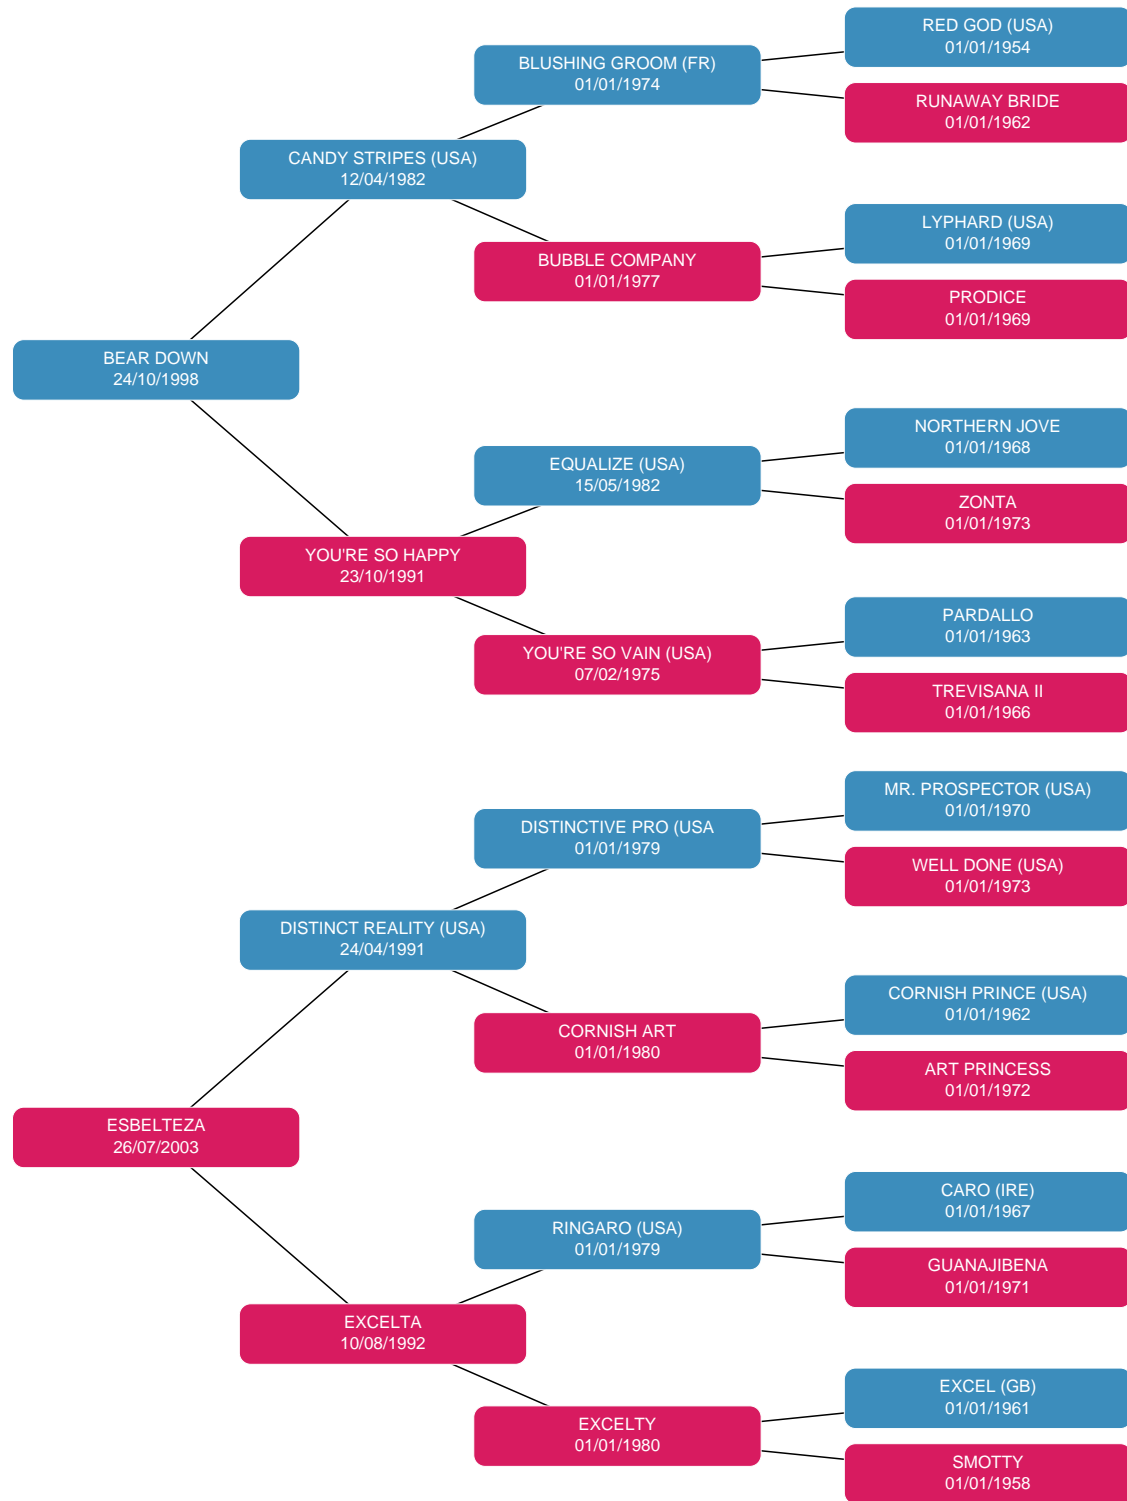 RED GOD (USA)
01/01/1954
BLUSHING GROOM (FR)
01/01/1974
RUNAWAY BRIDE
01/01/1962
CANDY STRIPES (USA)
12/04/1982
LYPHARD (USA)
01/01/1969
BUBBLE COMPANY
01/01/1977
PRODICE
01/01/1969
BEAR DOWN
24/10/1998
NORTHERN JOVE
01/01/1968
EQUALIZE (USA)
15/05/1982
ZONTA
01/01/1973
YOU'RE SO HAPPY
23/10/1991
PARDALLO
01/01/1963
YOU'RE SO VAIN (USA)
07/02/1975
TREVISANA II
01/01/1966
MR. PROSPECTOR (USA)
01/01/1970
DISTINCTIVE PRO (USA
01/01/1979
WELL DONE (USA)
01/01/1973
DISTINCT REALITY (USA)
24/04/1991
CORNISH PRINCE (USA)
01/01/1962
CORNISH ART
01/01/1980
ART PRINCESS
01/01/1972
ESBELTEZA
26/07/2003
CARO (IRE)
01/01/1967
RINGARO (USA)
01/01/1979
GUANAJIBENA
01/01/1971
EXCELTA
10/08/1992
EXCEL (GB)
01/01/1961
EXCELTY
01/01/1980
SMOTTY
01/01/1958